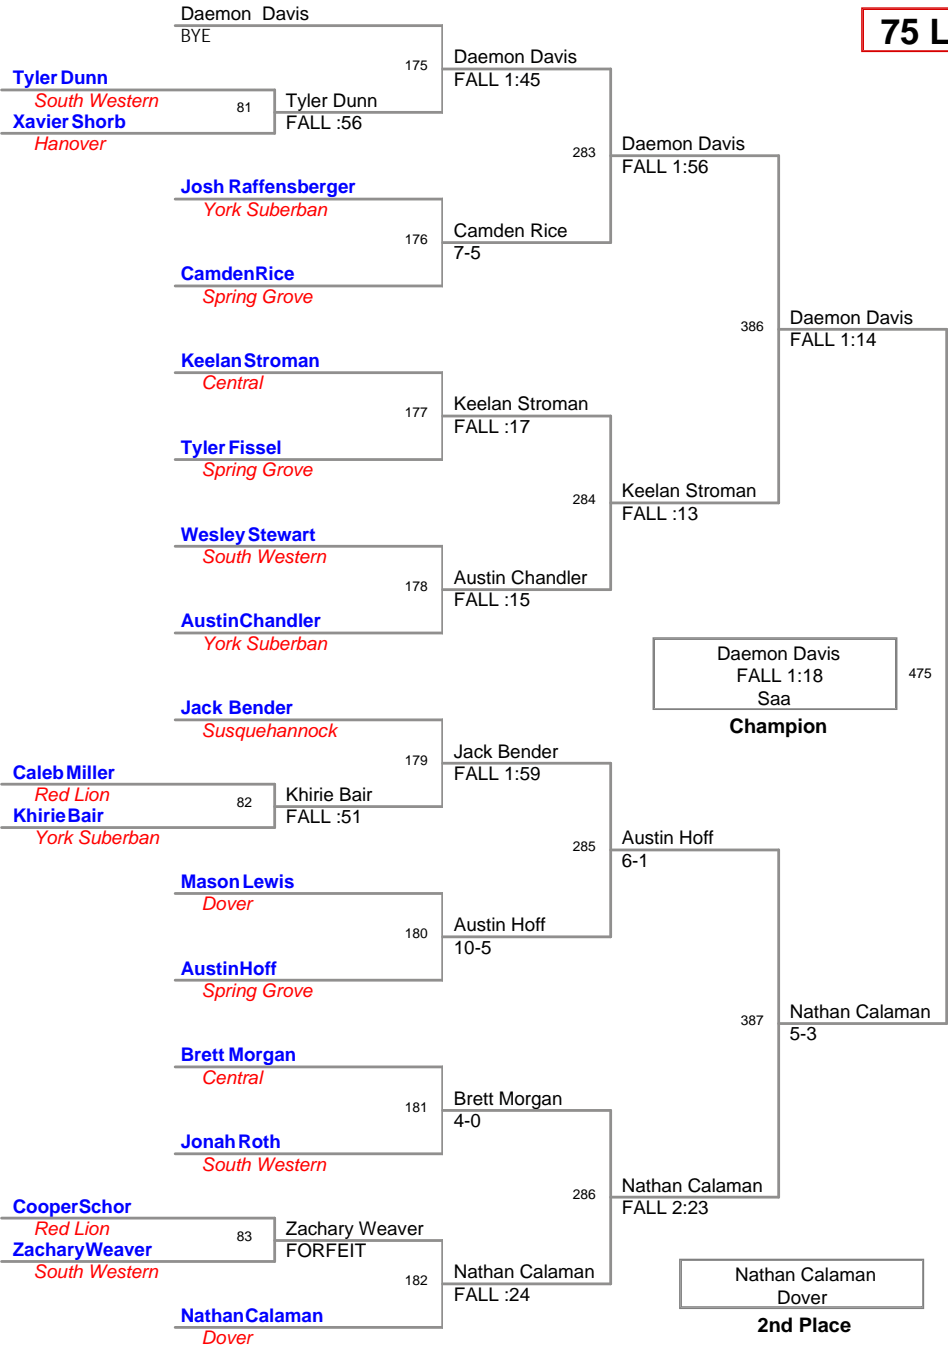 Daemon Davis
BYE
75 L
175
Daemon Davis
FALL 1:45
Tyler Dunn
South Western
81
Tyler Dunn
FALL :56
Xavier Shorb
Hanover
283
Daemon Davis
FALL 1:56
Josh Raffensberger
York Suberban
176
Camden Rice
7-5
CamdenRice
Spring Grove
386
Daemon Davis
FALL 1:14
Keelan Stroman
Central
177
Keelan Stroman
FALL :17
Tyler Fissel
Spring Grove
284
Keelan Stroman
FALL :13
Wesley Stewart
South Western
178
Austin Chandler
FALL :15
AustinChandler
York Suberban
Daemon Davis
FALL 1:18
Saa
475
Champion
Jack Bender
Susquehannock
179
Jack Bender
FALL 1:59
Caleb Miller
Red Lion
82
Khirie Bair
FALL :51
Khirie Bair
York Suberban
285
Austin Hoff
6-1
Mason Lewis
Dover
180
Austin Hoff
10-5
AustinHoff
Spring Grove
387
Nathan Calaman
5-3
Brett Morgan
Central
181
Brett Morgan
4-0
Jonah Roth
South Western
286
Nathan Calaman
FALL 2:23
CooperSchor
Red Lion
83
Zachary Weaver
FORFEIT
ZacharyWeaver
South Western
182
Nathan Calaman
FALL :24
NathanCalaman
Dover
Nathan Calaman
Dover
2nd Place